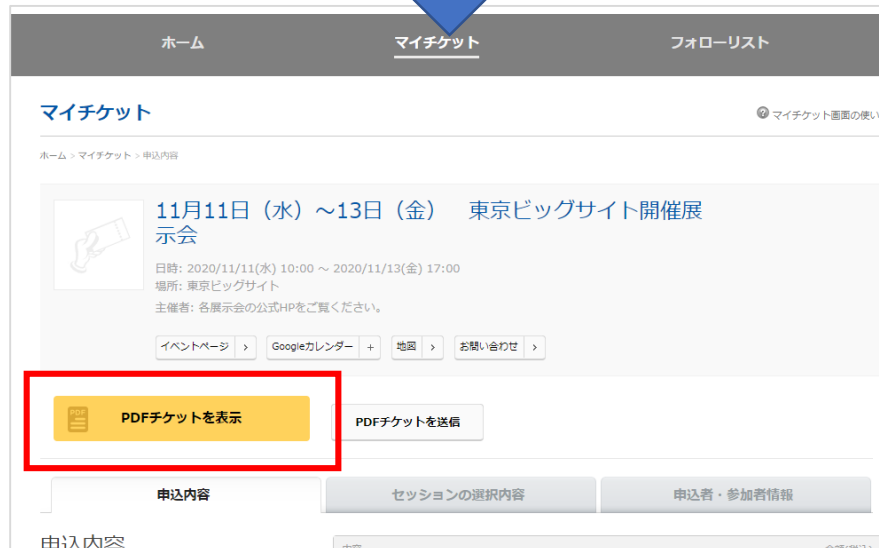 ホーム マイチケット フォローリスト
マイチケット
? マイチケット画面の使い
ホーム > マイチケット > 申込内容
11月11日（水）～13日（金）　東京ビッグサイト開催展
示会
日時: 2020/11/11(水) 10:00 ～ 2020/11/13(金) 17:00
場所: 東京ビッグサイト
主催者: 各展示会の公式HPをご覧ください。
イベントページ > Googleカレンダー + 地図 > お問い合わせ >
PDF PDFチケットを表示 PDFチケットを送信
申込内容 セッションの選択内容 申込者・参加者情報
申込内容